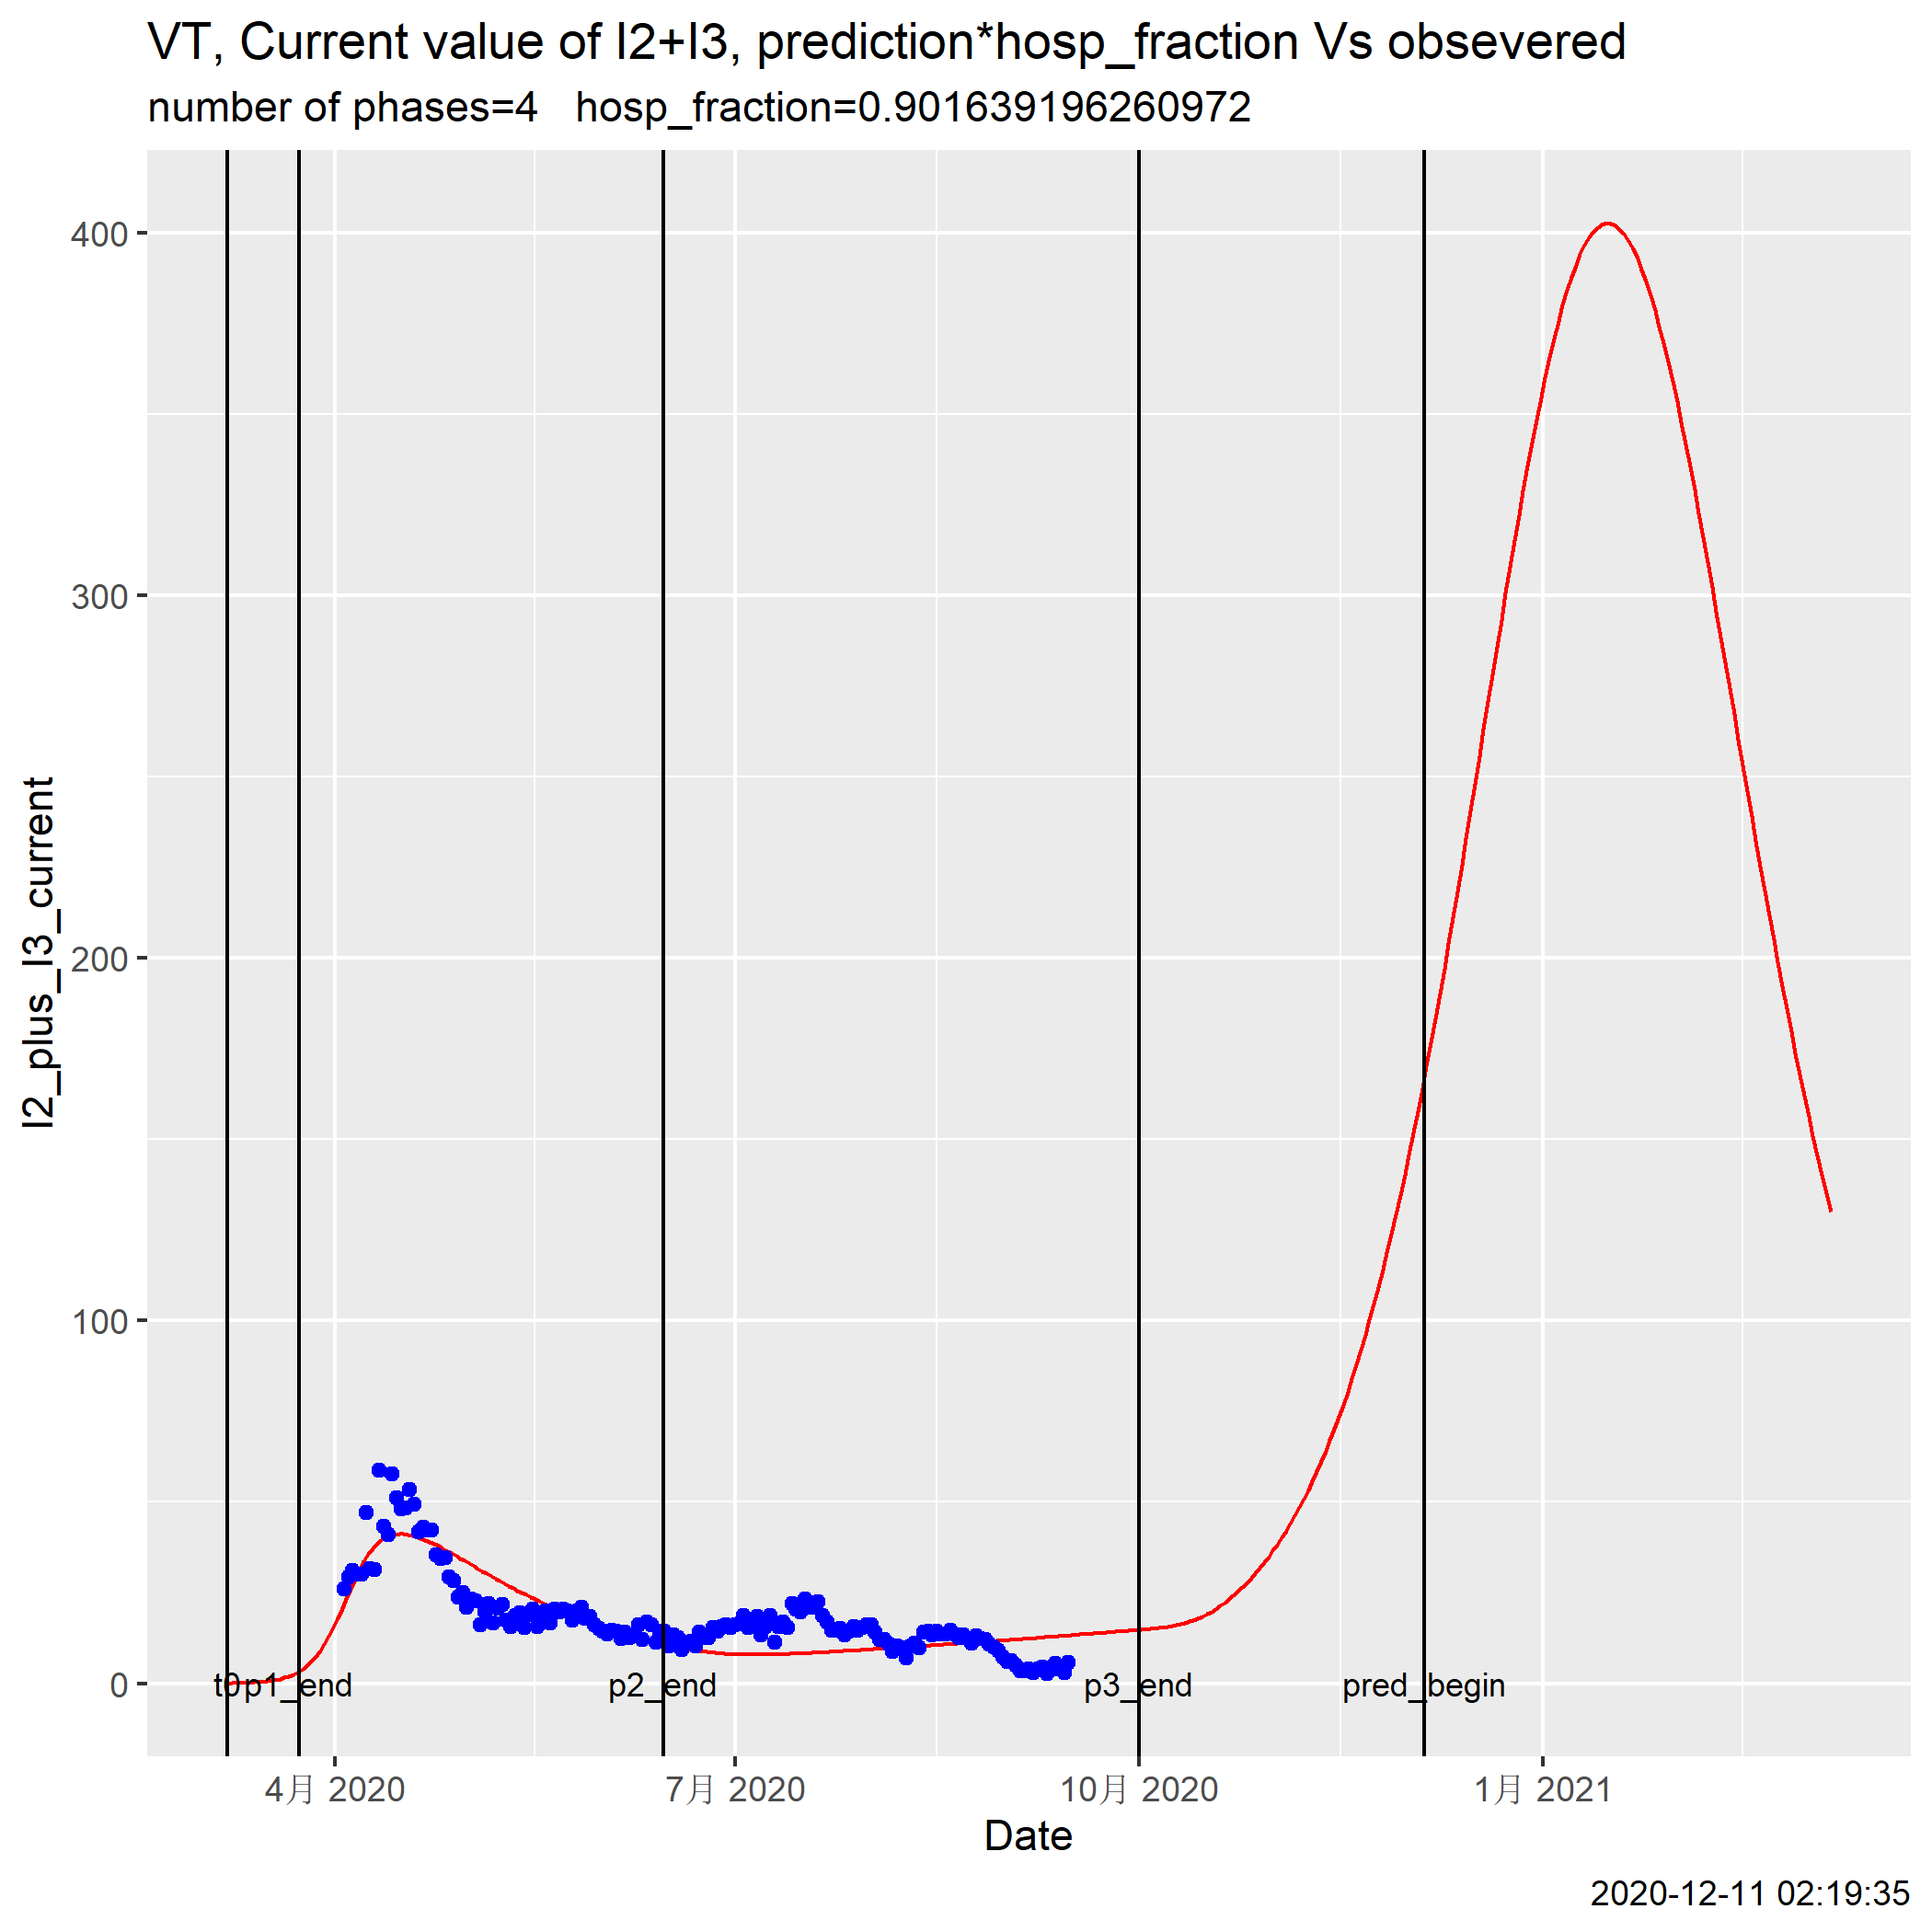 VT, Current value of I2+I3, prediction*hosp_fraction Vs obsevered
number of phases=4   hosp_fraction=0.901639196260972
I2_plus_I3_current
400
300
200
100
0
t0
p1_end
p2_end
p3_end
pred_begin
4月 2020
7月 2020
10月 2020
1月 2021
Date
2020-12-11 02:19:35